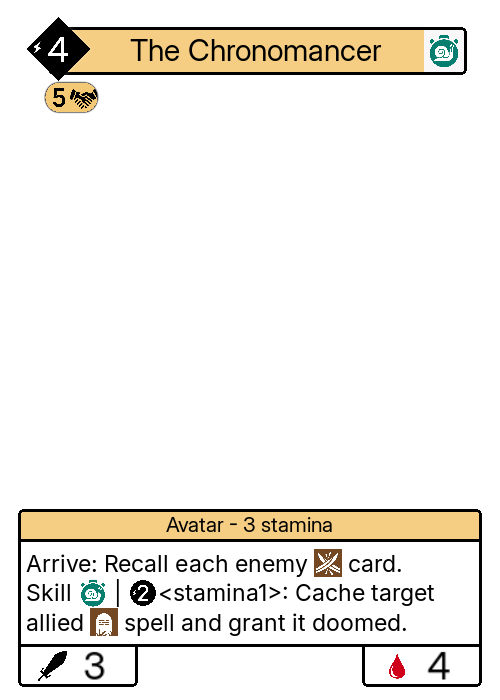 4
The Chronomancer
5
Avatar - 3 stamina
Arrive: Recall each enemy card.
Skill | 2<stamina1>: Cache target
allied spell and grant it doomed.
3
4